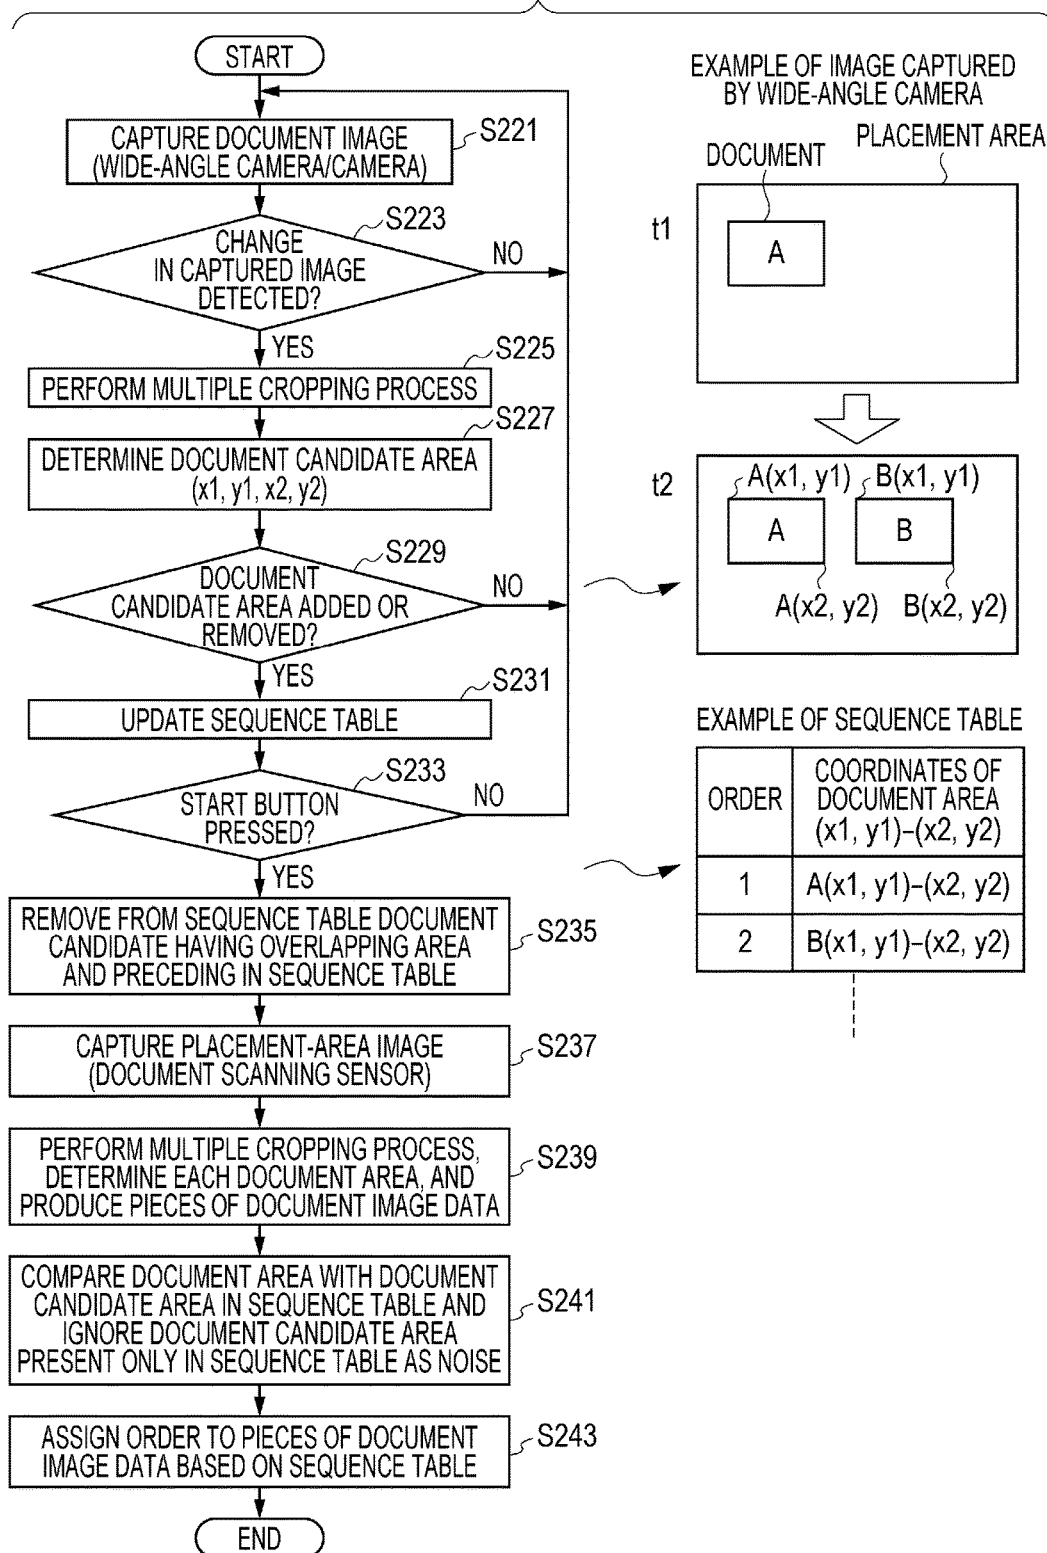 START
CAPTURE DOCUMENT IMAGE
(WIDE-ANGLE CAMERA/CAMERA)
S221
CHANGE
IN CAPTURED IMAGE
DETECTED?
S223
NO
YES
PERFORM MULTIPLE CROPPING PROCESS
S225
DETERMINE DOCUMENT CANDIDATE AREA
(x1, y1, x2, y2)
S227
DOCUMENT
CANDIDATE AREA ADDED OR
REMOVED?
S229
NO
YES
UPDATE SEQUENCE TABLE
S231
START BUTTON
PRESSED?
S233
NO
YES
REMOVE FROM SEQUENCE TABLE DOCUMENT
CANDIDATE HAVING OVERLAPPING AREA
AND PRECEDING IN SEQUENCE TABLE
S235
CAPTURE PLACEMENT-AREA IMAGE
(DOCUMENT SCANNING SENSOR)
S237
PERFORM MULTIPLE CROPPING PROCESS,
DETERMINE EACH DOCUMENT AREA, AND
PRODUCE PIECES OF DOCUMENT IMAGE DATA
S239
COMPARE DOCUMENT AREA WITH DOCUMENT
CANDIDATE AREA IN SEQUENCE TABLE AND
IGNORE DOCUMENT CANDIDATE AREA
PRESENT ONLY IN SEQUENCE TABLE AS NOISE
S241
ASSIGN ORDER TO PIECES OF DOCUMENT
IMAGE DATA BASED ON SEQUENCE TABLE
S243
END
EXAMPLE OF IMAGE CAPTURED
BY WIDE-ANGLE CAMERA
DOCUMENT
PLACEMENT AREA
t1
A
t2
A(x1, y1) B(x1, y1)
A B
A(x2, y2) B(x2, y2)
EXAMPLE OF SEQUENCE TABLE
ORDER
COORDINATES OF
DOCUMENT AREA
(x1, y1)–(x2, y2)
1 A(x1, y1)–(x2, y2)
2 B(x1, y1)–(x2, y2)